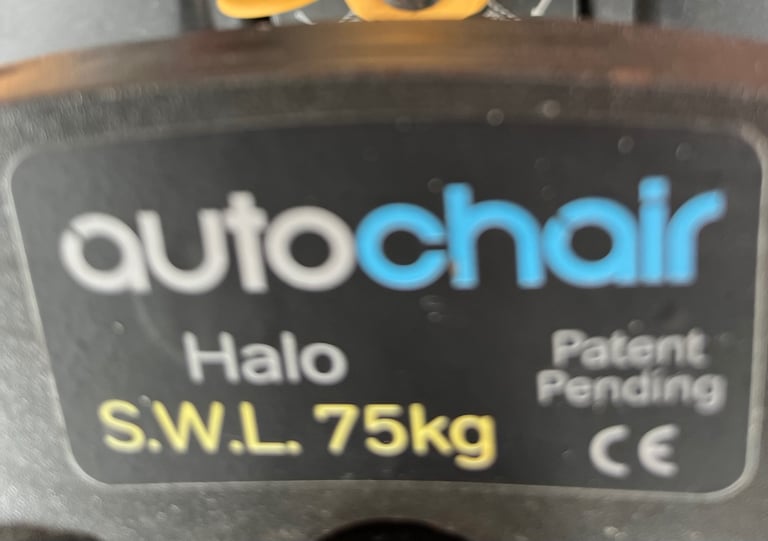 autochair
Halo
S.W.L. 75kg
Patent
Pending
CE